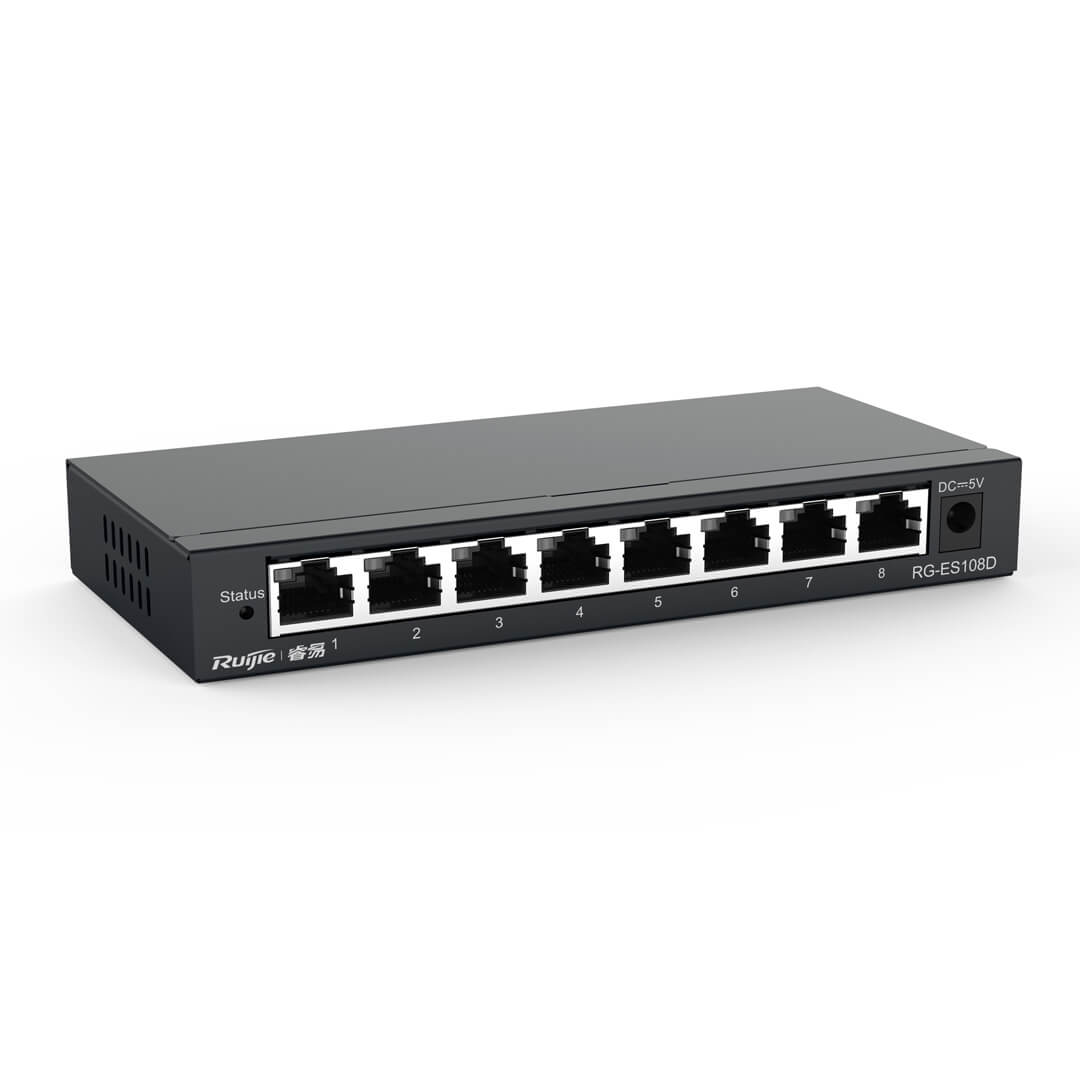 DC⎓5V
Status
1 2 3 4 5 6 7 8
RG-ES108D
Ruijie | 睿易